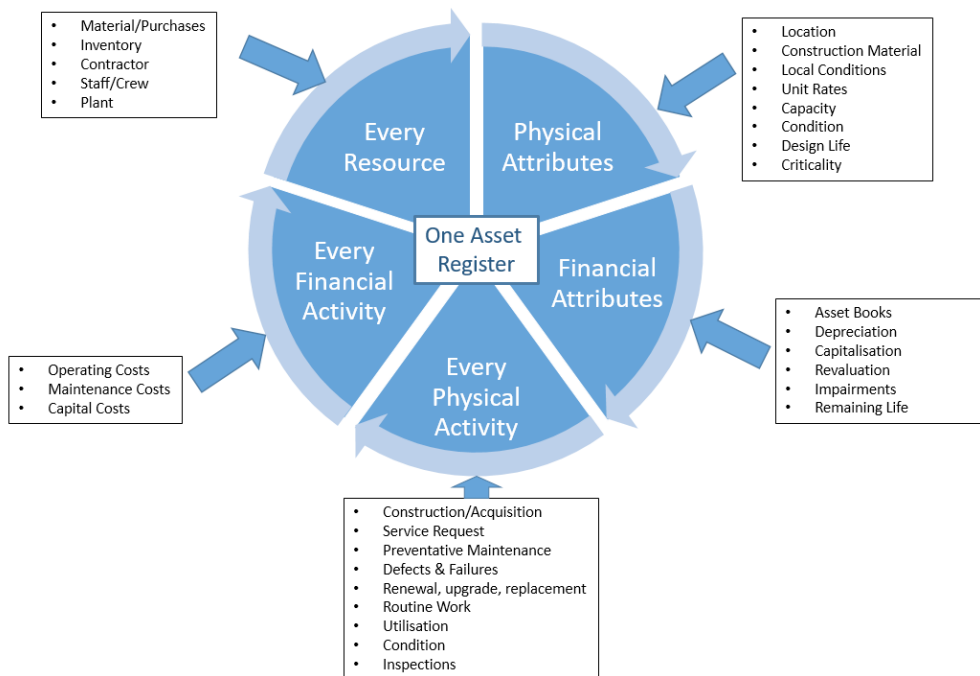 • Material/Purchases
• Inventory
• Contractor
• Staff/Crew
• Plant
• Location
• Construction Material
• Local Conditions
• Unit Rates
• Capacity
• Condition
• Design Life
• Criticality
Every
Resource
Physical
Attributes
One Asset
Register
Every
Financial
Activity
Financial
Attributes
Every
Physical
Activity
• Asset Books
• Depreciation
• Capitalisation
• Revaluation
• Impairments
• Remaining Life
• Operating Costs
• Maintenance Costs
• Capital Costs
• Construction/Acquisition
• Service Request
• Preventative Maintenance
• Defects & Failures
• Renewal, upgrade, replacement
• Routine Work
• Utilisation
• Condition
• Inspections